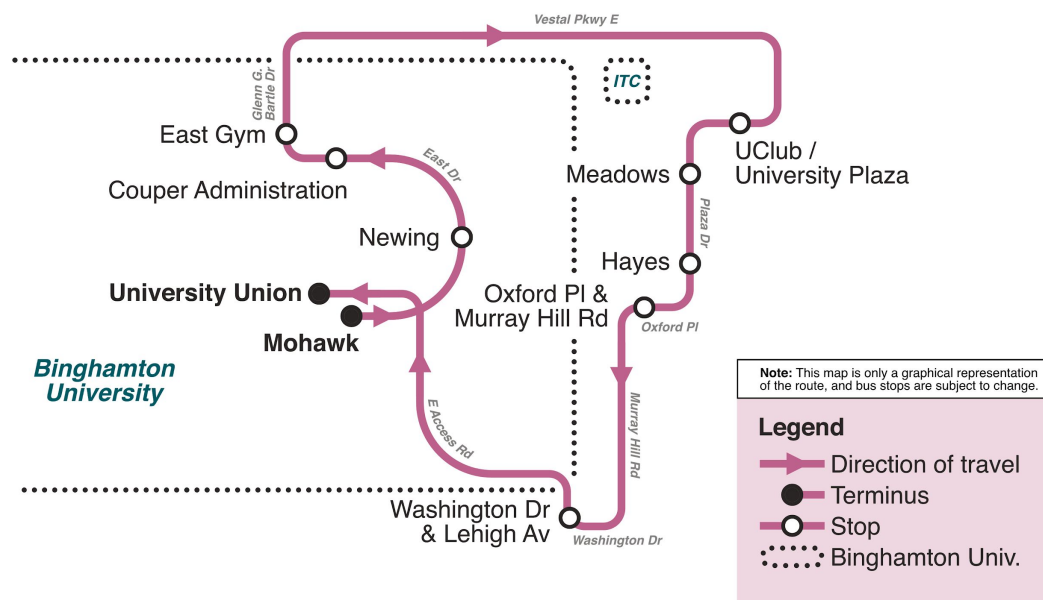 Vestal Pkwy E
Glenn G.
Bartle Dr
ITC
East Gym
UClub /
University Plaza
Couper Administration
East Dr
Meadows
Plaza Dr
Newing
Hayes
University Union
Oxford Pl &
Murray Hill Rd
Oxford Pl
Mohawk
Binghamton
University
Murray Hill Rd
E Access Rd
Washington Dr
& Lehigh Av
Washington Dr
Note: This map is only a graphical representation
of the route, and bus stops are subject to change.
Legend
Direction of travel
Terminus
Stop
Binghamton Univ.